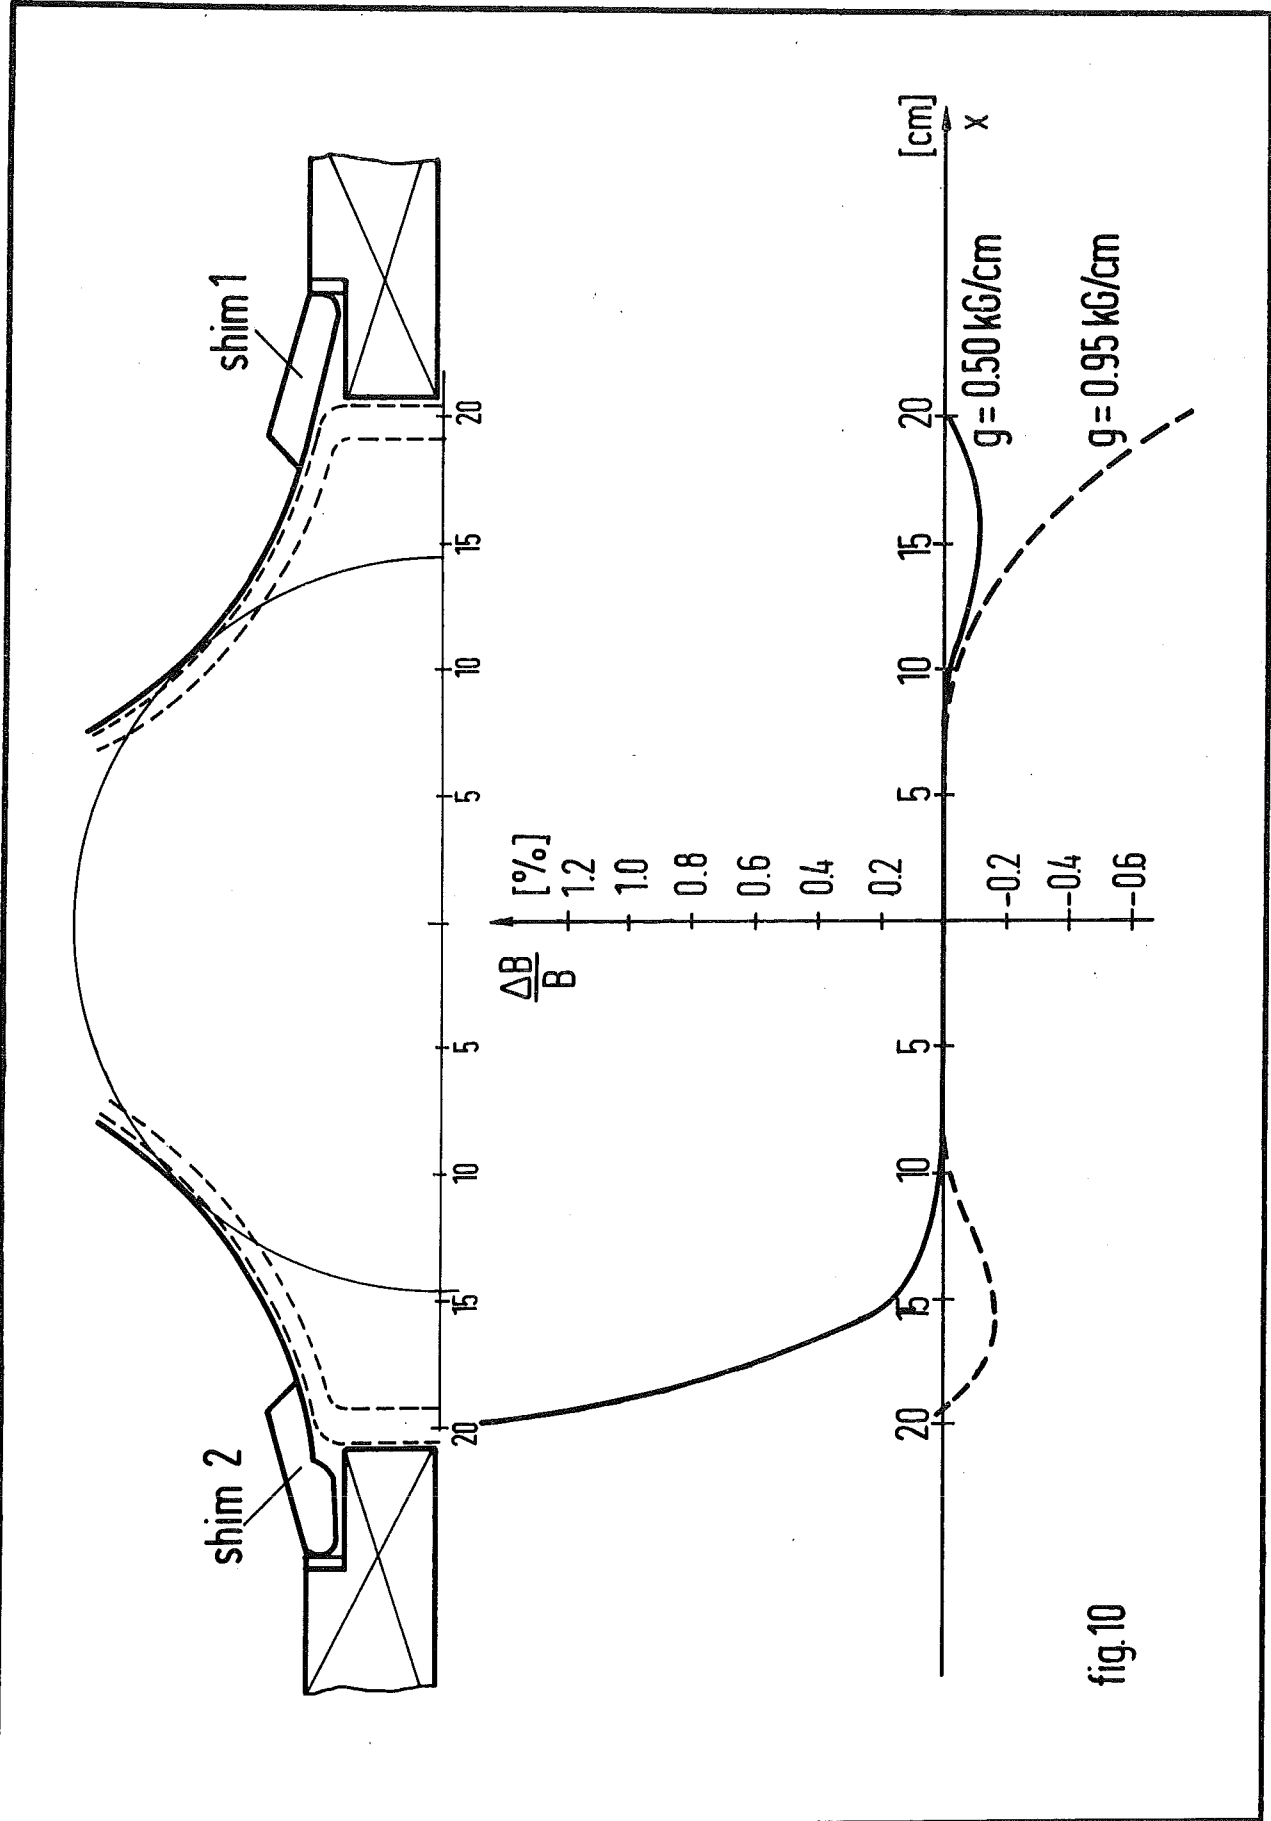 shim 2
shim 1
20 15 10 5 5 10 15 20
ΔB/B [%]
1.2
1.0
0.8
0.6
0.4
0.2
20 15 10 5 5 10 15 20 [cm]
x
-0.2
-0.4
-0.6
g = 0.50 kG/cm
g = 0.95 kG/cm
fig.10